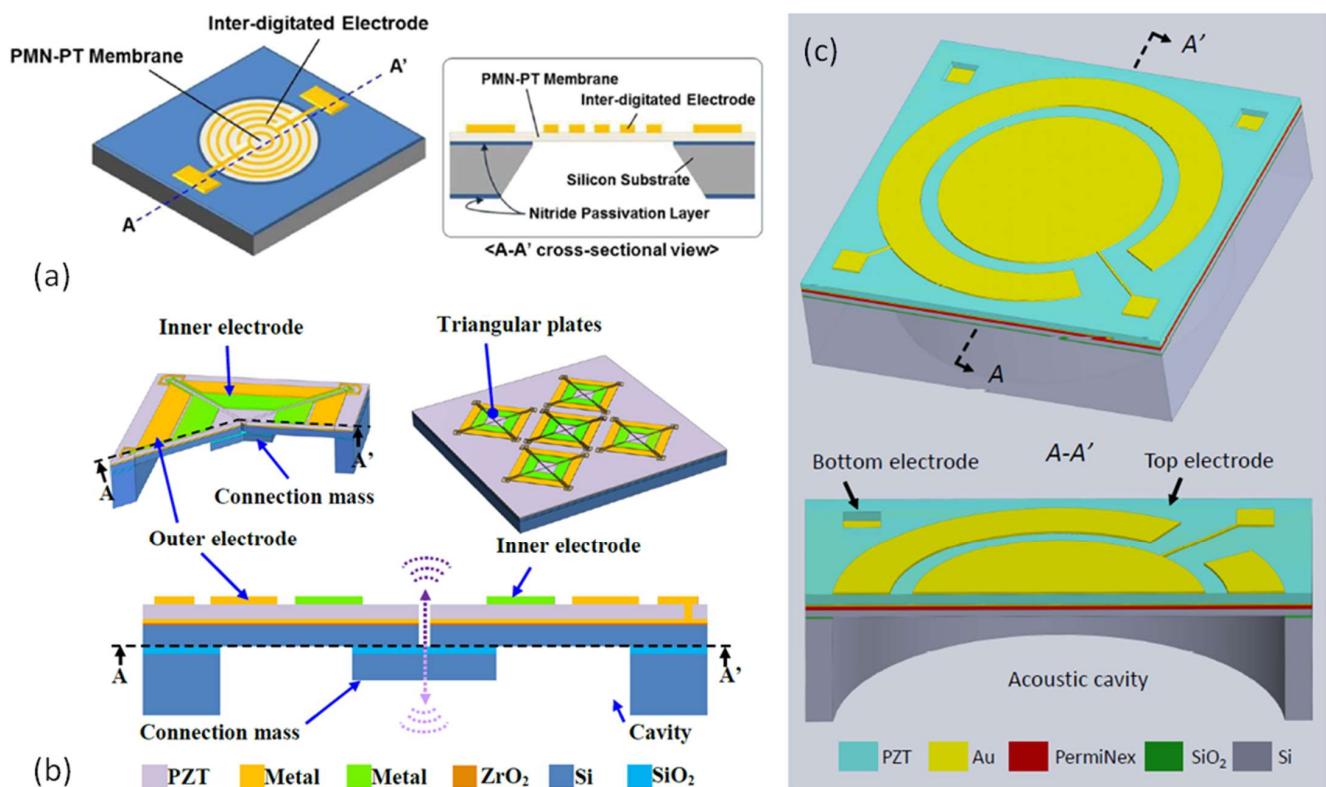 Inter-digitated Electrode
PMN-PT Membrane
A'
A
PMN-PT Membrane
Inter-digitated Electrode
Silicon Substrate
Nitride Passivation Layer
<A-A' cross-sectional view>
(a)
Inner electrode
Triangular plates
A
A'
Connection mass
Outer electrode
Inner electrode
A
A'
Connection mass
Cavity
(b)
PZT Metal Metal ZrO₂ Si SiO₂
(c)
A'
A
A-A'
Bottom electrode
Top electrode
Acoustic cavity
PZT Au PermiNex SiO₂ Si